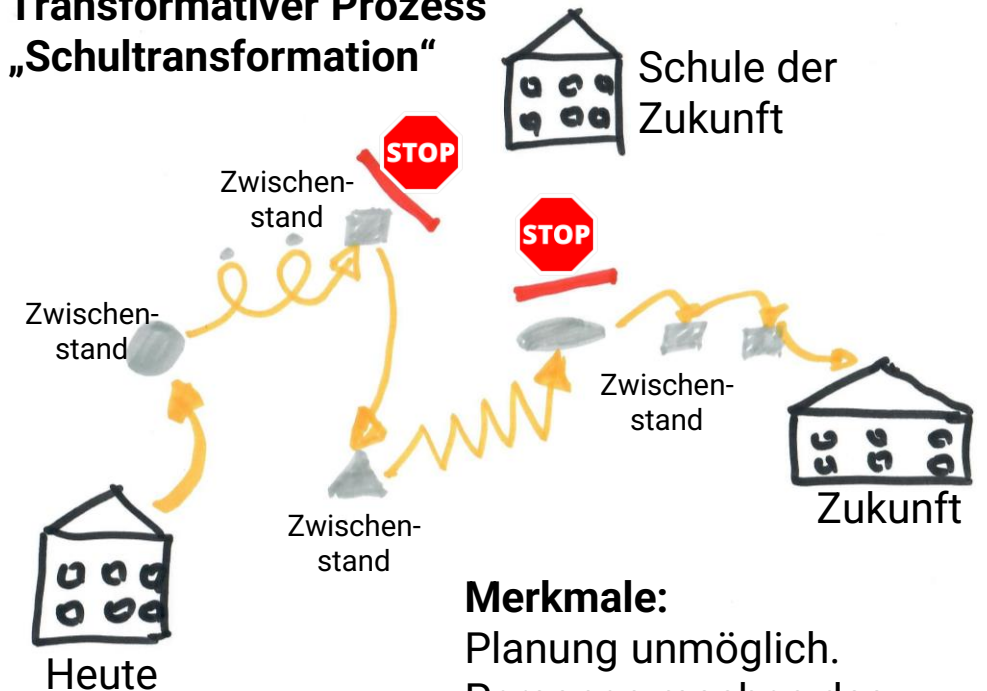 Transformativer Prozess
„Schultransformation“
Schule der
Zukunft
STOP
Zwischen-
stand
STOP
Zwischen-
stand
Zwischen-
stand
Zukunft
Zwischen-
stand
Heute
Merkmale:
Planung unmöglich.